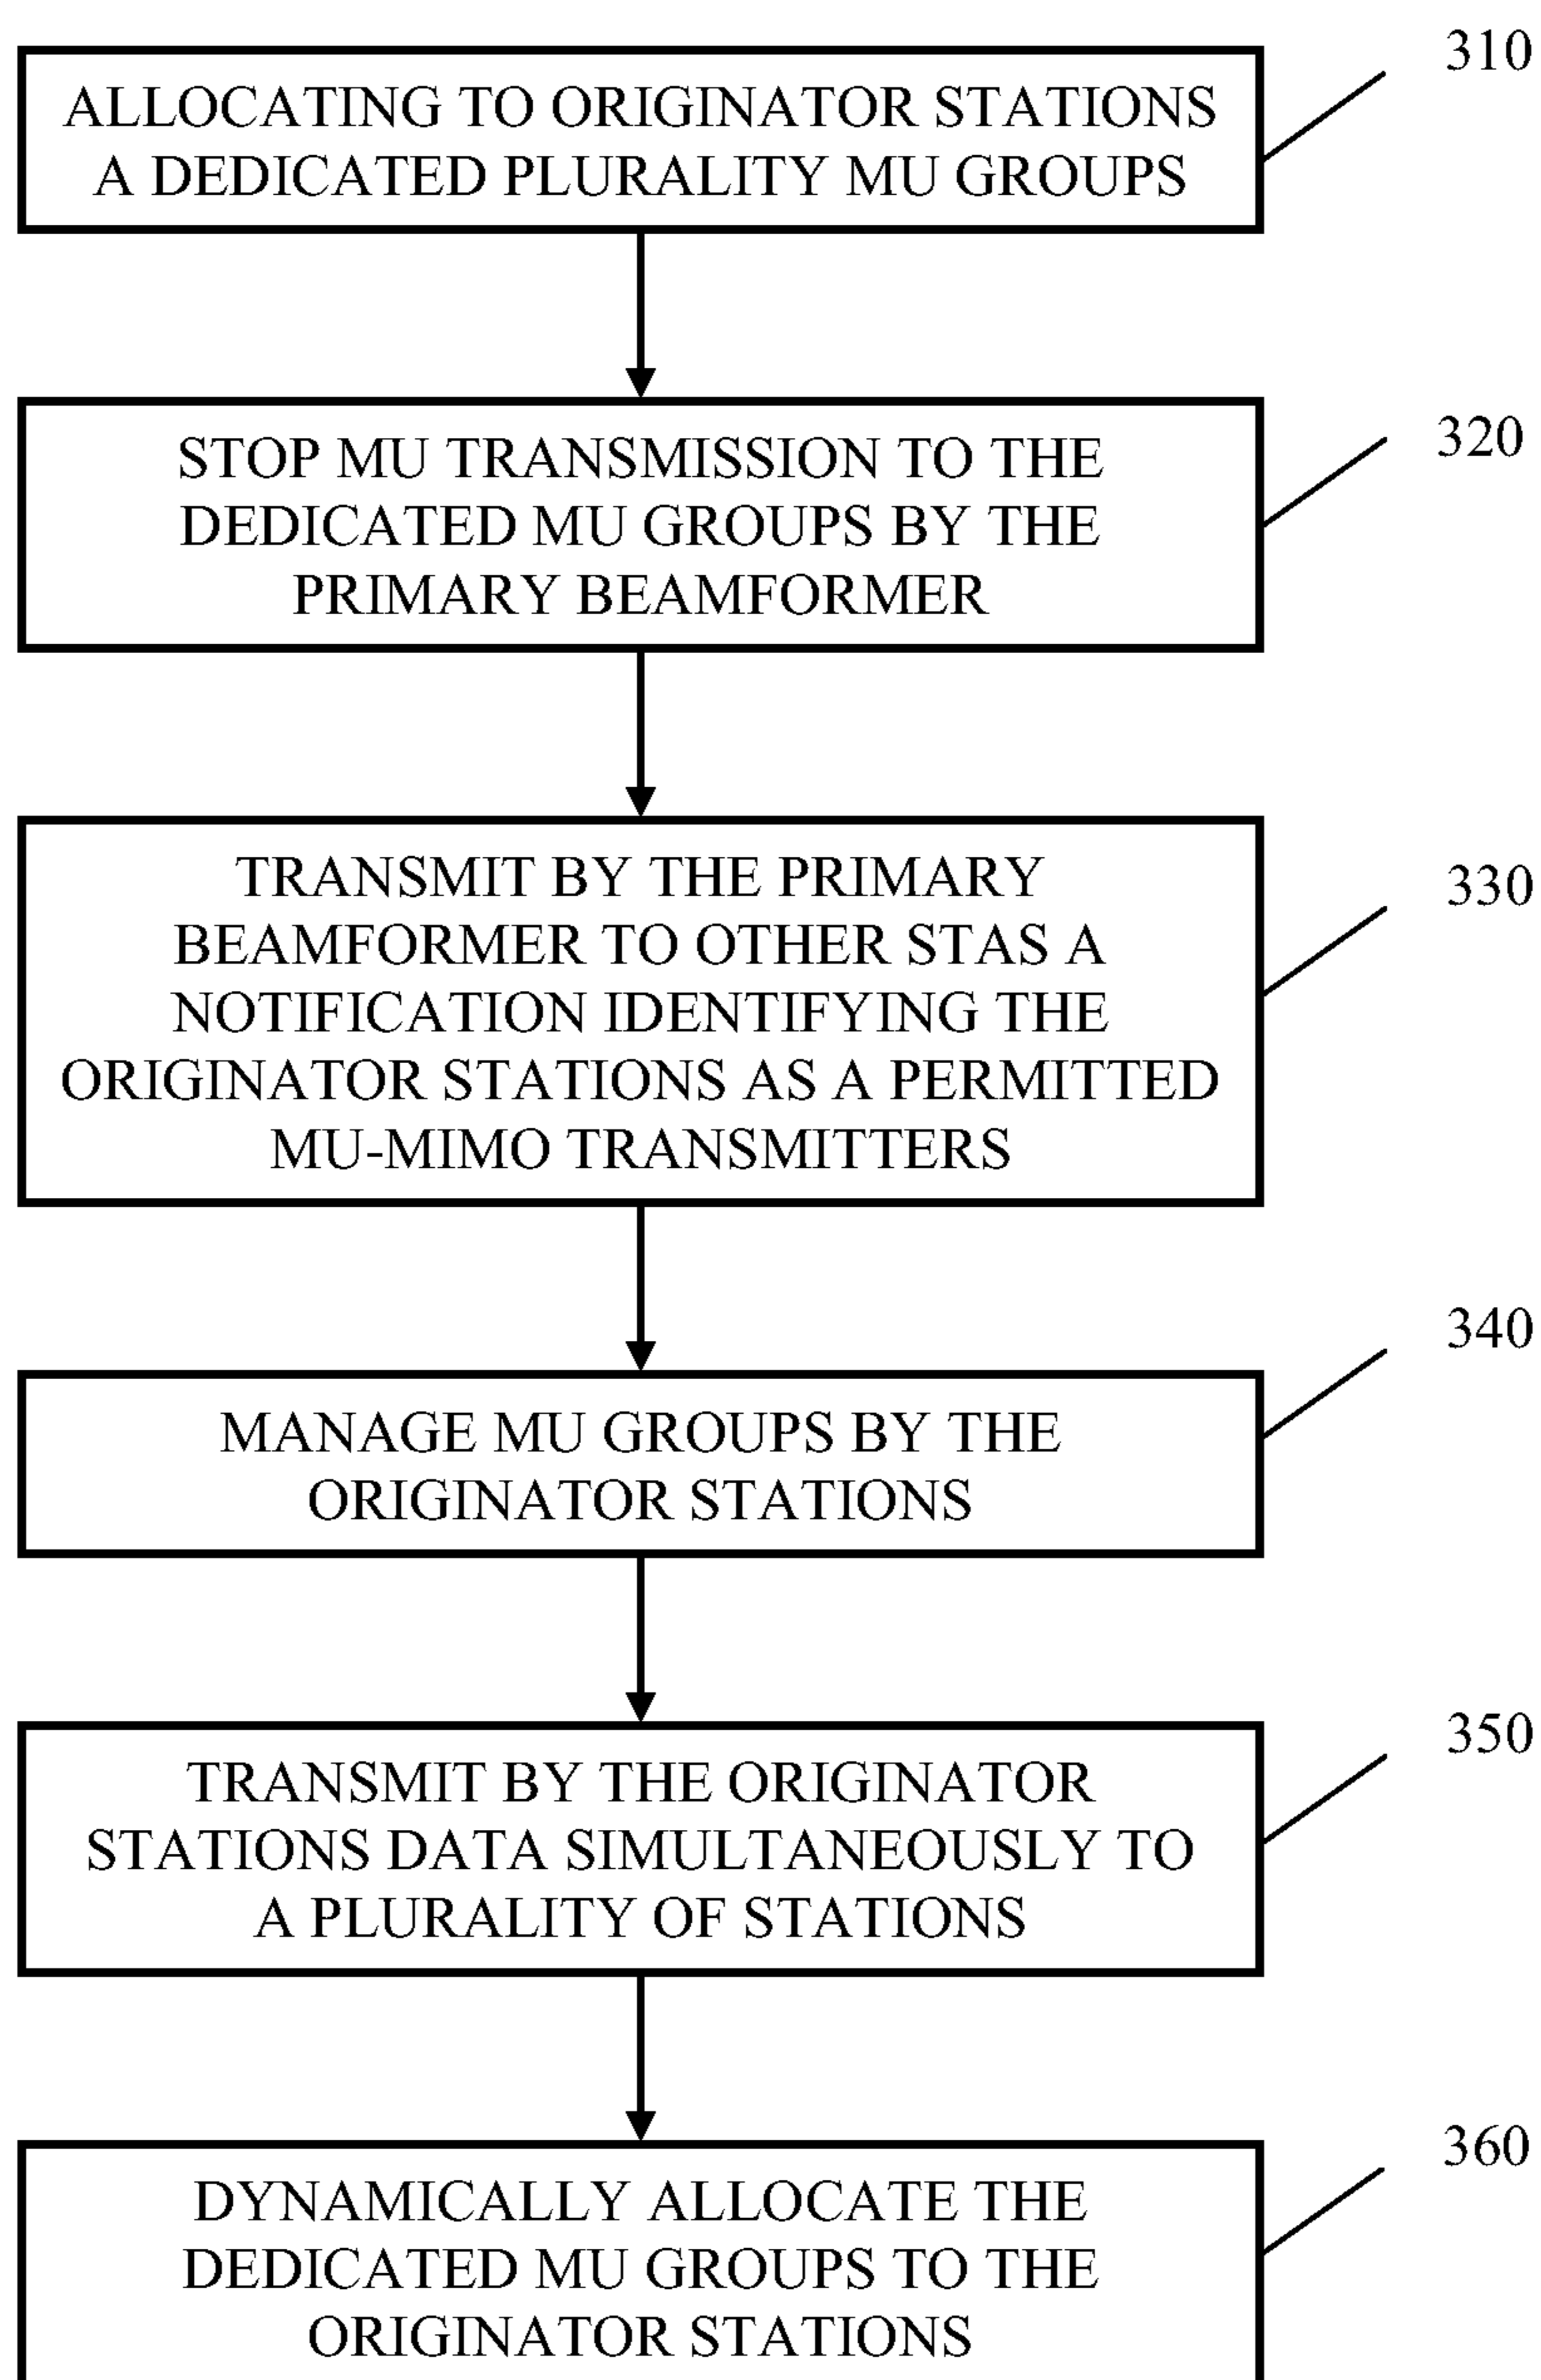 310
ALLOCATING TO ORIGINATOR STATIONS
A DEDICATED PLURALITY MU GROUPS
320
STOP MU TRANSMISSION TO THE
DEDICATED MU GROUPS BY THE
PRIMARY BEAMFORMER
330
TRANSMIT BY THE PRIMARY
BEAMFORMER TO OTHER STAS A
NOTIFICATION IDENTIFYING THE
ORIGINATOR STATIONS AS A PERMITTED
MU-MIMO TRANSMITTERS
340
MANAGE MU GROUPS BY THE
ORIGINATOR STATIONS
350
TRANSMIT BY THE ORIGINATOR
STATIONS DATA SIMULTANEOUSLY TO
A PLURALITY OF STATIONS
360
DYNAMICALLY ALLOCATE THE
DEDICATED MU GROUPS TO THE
ORIGINATOR STATIONS